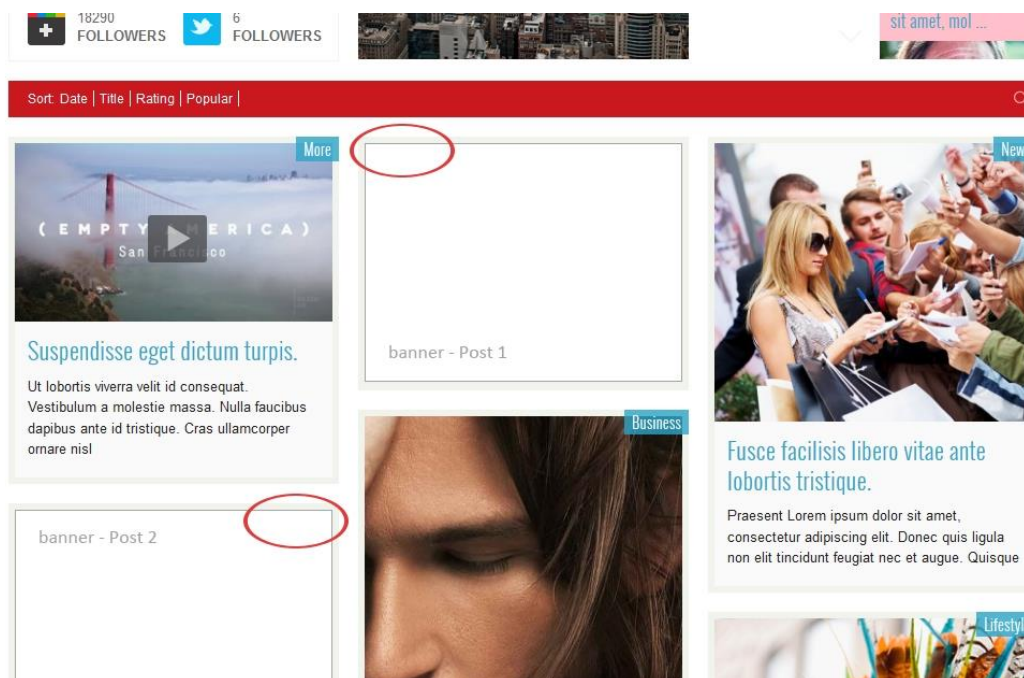 18290
FOLLOWERS
6
FOLLOWERS
sit amet, mol ...
Sort: Date | Title | Rating | Popular |
More
( EMPTY AMERICA )
San Francisco
Suspendisse eget dictum turpis.
Ut lobortis viverra velit id consequat.
Vestibulum a molestie massa. Nulla faucibus
dapibus ante id tristique. Cras ullamcorper
ornare nisl
banner - Post 2
banner - Post 1
Business
New
Fusce facilisis libero vitae ante
lobortis tristique.
Praesent Lorem ipsum dolor sit amet,
consectetur adipiscing elit. Donec quis ligula
non elit tincidunt feugiat nec et augue. Quisque
Lifestyl